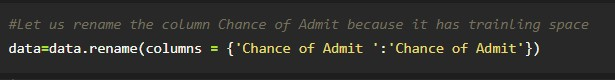 #Let us rename the column Chance of Admit because it has trainling space
data=data.rename(columns = {'Chance of Admit ':'Chance of Admit'})